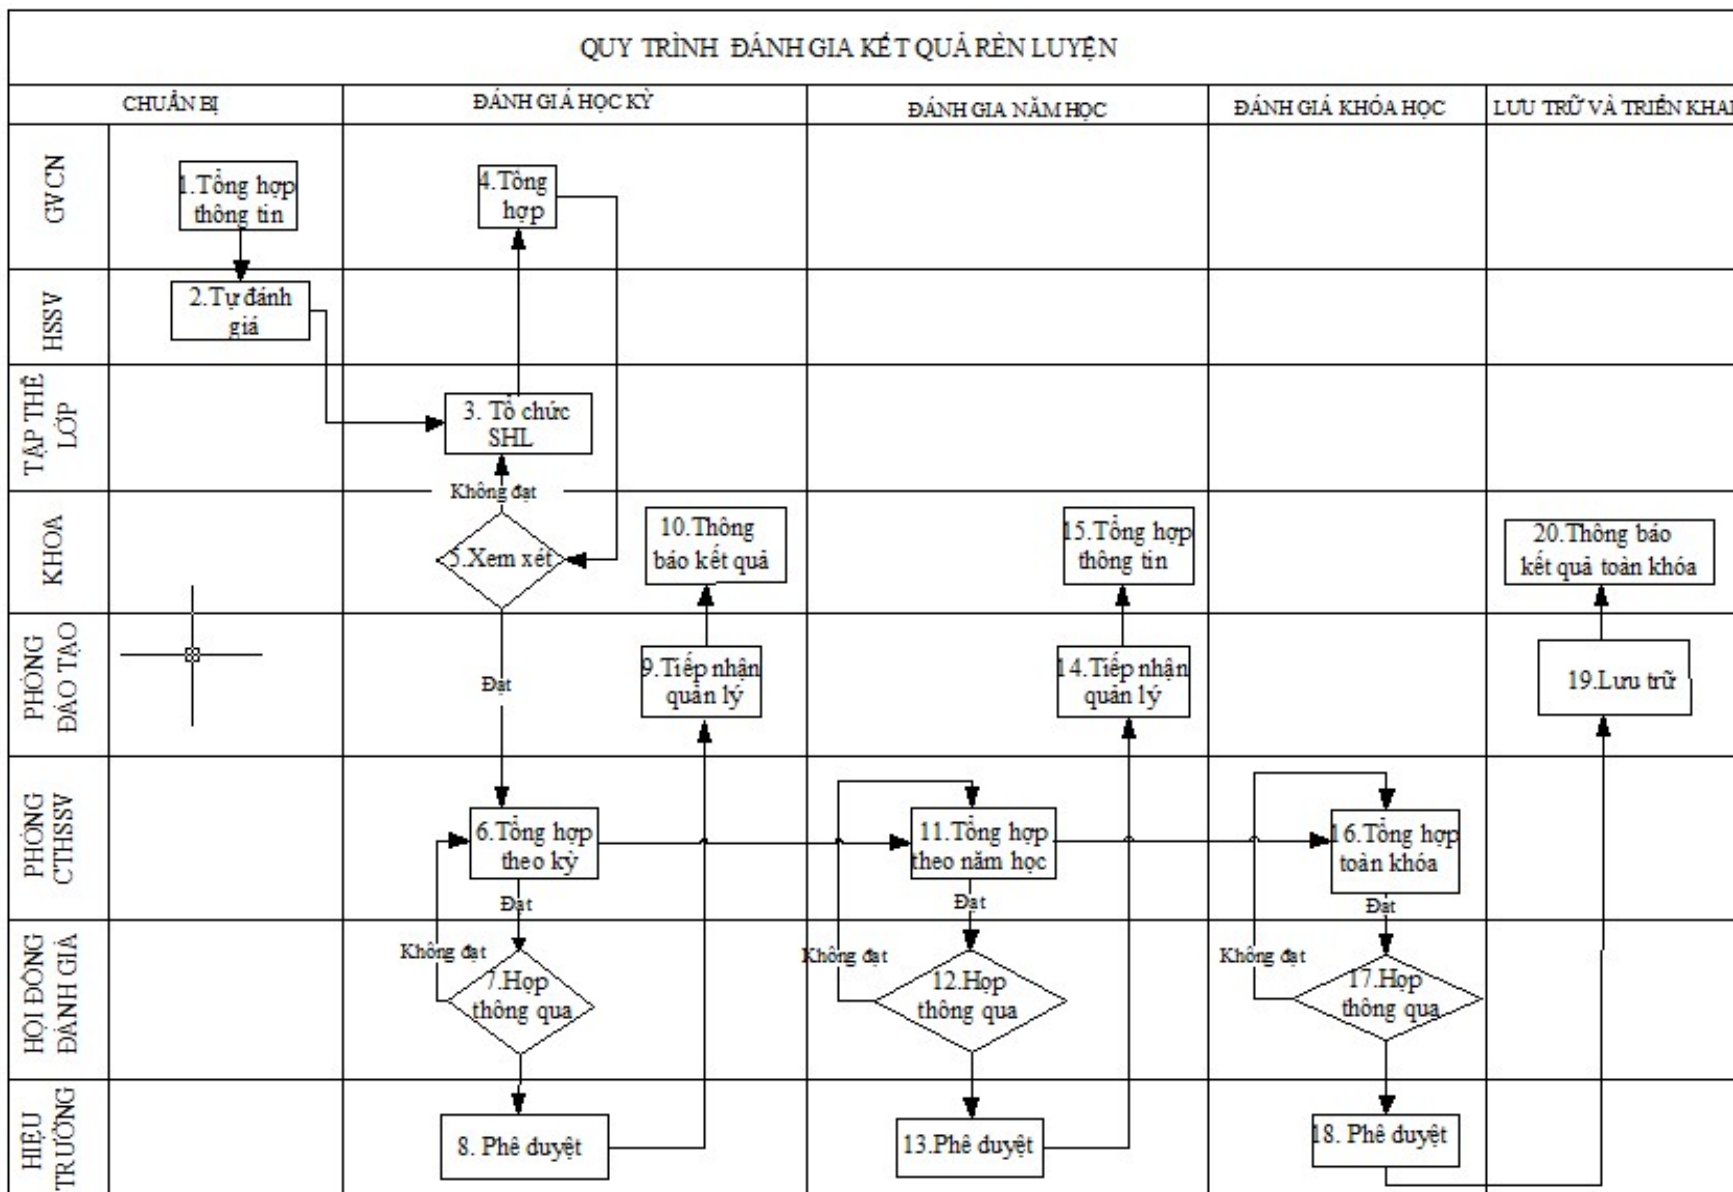 QUY TRÌNH ĐÁNH GIA KẾT QUẢ RÈN LUYỆN
CHUẨN BỊ
ĐÁNH GIÁ HỌC KỲ
ĐÁNH GIA NĂM HỌC
ĐÁNH GIÁ KHÓA HỌC
LƯU TRỮ VÀ TRIỂN KHAI
GVCN
1.Tổng hợp
thông tin
4.Tông
hợp
HSSV
2.Tự đánh
giá
TẬP THỂ
LỚP
3. Tổ chức
SHL
Không đạt
KHOA
5.Xem xét
10.Thông
báo kết quả
15.Tổng hợp
thông tin
20.Thông báo
kết quả toàn khóa
PHÒNG
ĐÀO TẠO
Đạt
9.Tiếp nhận
quản lý
14.Tiếp nhận
quản lý
19.Lưu trữ
PHÒNG
CTHSSV
6.Tổng hợp
theo kỳ
11.Tổng hợp
theo năm học
16.Tổng hợp
toàn khóa
Đạt
Đạt
Đạt
HỘI ĐỒNG
ĐÁNH GIÁ
Không đạt
7.Họp
thông qua
Không đạt
12.Họp
thông qua
Không đạt
17.Họp
thông qua
HIỆU
TRƯỞNG
8. Phê duyệt
13.Phê duyệt
18. Phê duyệt